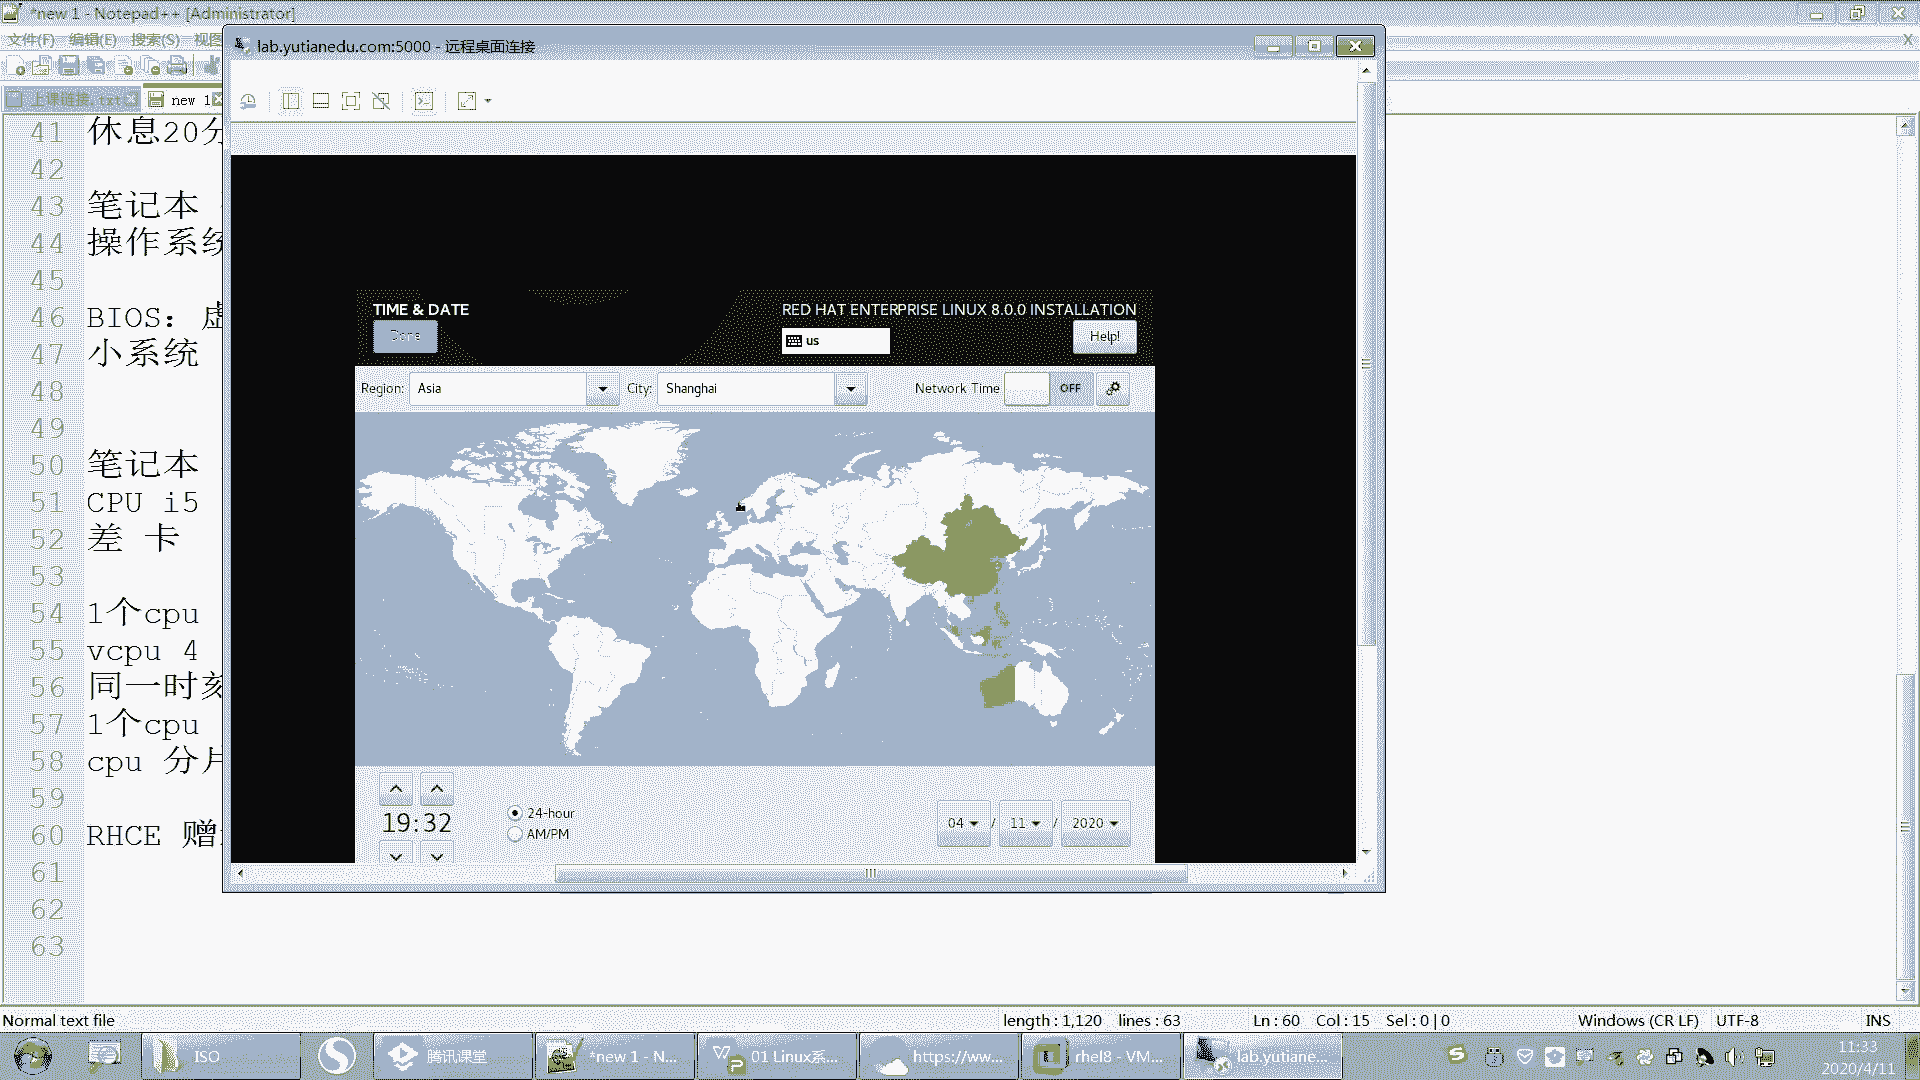 *new 1 - Notepad++ [Administrator]
文件(F) 编辑(E) 搜索(S) 视图
X
lab.yutianedu.com:5000 - 远程桌面连接
上课链接.txt
new 1
41 休息20分
42
43 笔记本
44 操作系统
45
46 BIOS: 虚
47 小系统
48
49
50 笔记本
51 CPU i5
52 差 卡
53
54 1个cpu
55 vcpu 4
56 同一时刻
57 1个cpu
58 cpu 分片
59
60 RHCE 赠
61
62
63
TIME & DATE
Done
RED HAT ENTERPRISE LINUX 8.0.0 INSTALLATION
us
Help!
Region: Asia
City: Shanghai
Network Time OFF
19:32
24-hour
AM/PM
04 / 11 / 2020
Normal text file
length : 1,120 lines : 63
Ln : 60 Col : 15 Sel : 0 | 0
Windows (CR LF) UTF-8 INS
ISO
腾讯课堂
*new 1 - N...
01 Linux系...
https://ww...
rhel8 - VM...
lab.yutiane...
11:33
2020/4/11